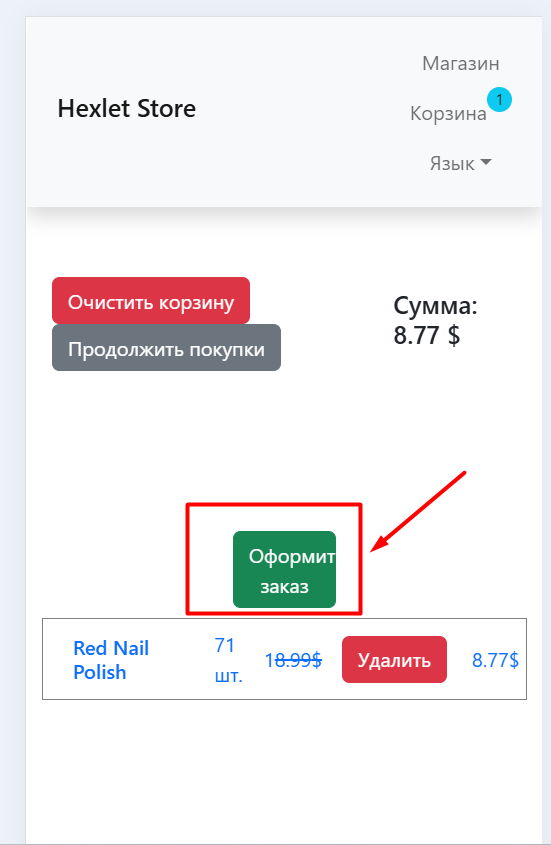 Магазин
Hexlet Store
Корзина 1
Язык
Очистить корзину
Сумма:
8.77 $
Продолжить покупки
Оформит
заказ
Red Nail
Polish
71
шт.
18.99$
Удалить
8.77$